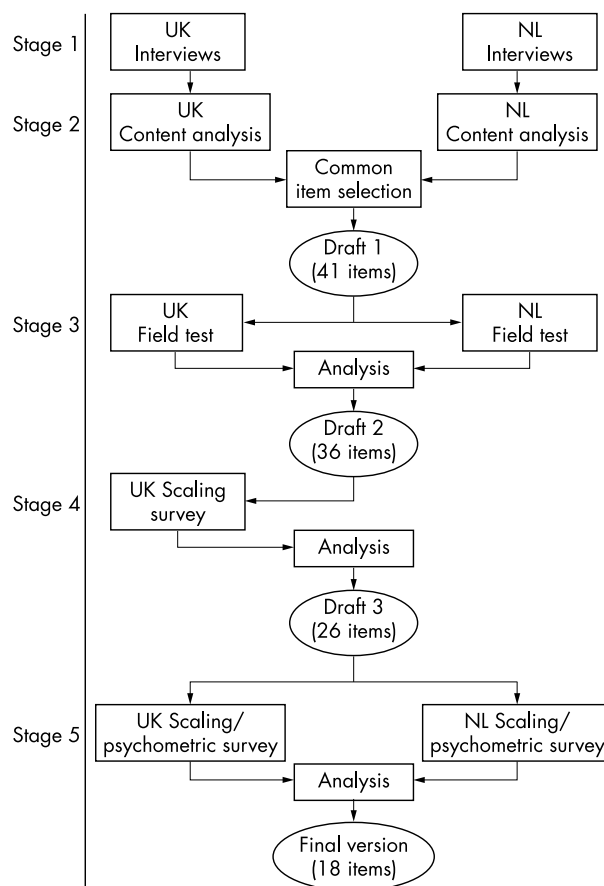 Stage 1
UK
Interviews
NL
Interviews
Stage 2
UK
Content analysis
NL
Content analysis
Common
item selection
Draft 1
(41 items)
Stage 3
UK
Field test
NL
Field test
Analysis
Draft 2
(36 items)
Stage 4
UK Scaling
survey
Analysis
Draft 3
(26 items)
Stage 5
UK Scaling/
psychometric survey
NL Scaling/
psychometric survey
Analysis
Final version
(18 items)